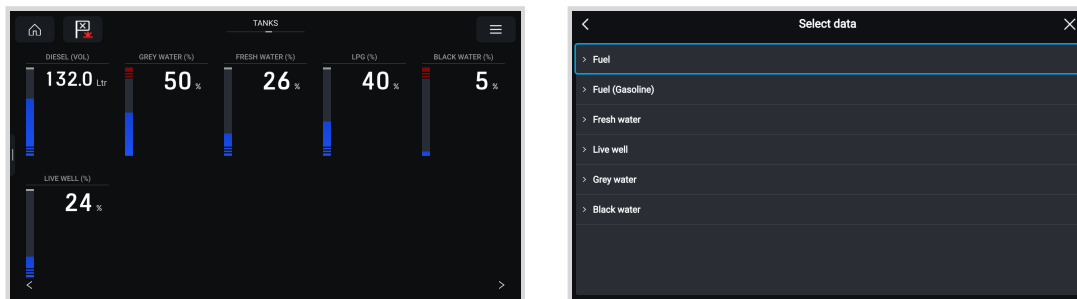 TANKS
DIESEL (VOL)
132.0 Ltr
GREY WATER (%)
50 %
FRESH WATER (%)
26 %
LPG (%)
40 %
BLACK WATER (%)
5 %
LIVE WELL (%)
24 %
Select data
Fuel
Fuel (Gasoline)
Fresh water
Live well
Grey water
Black water